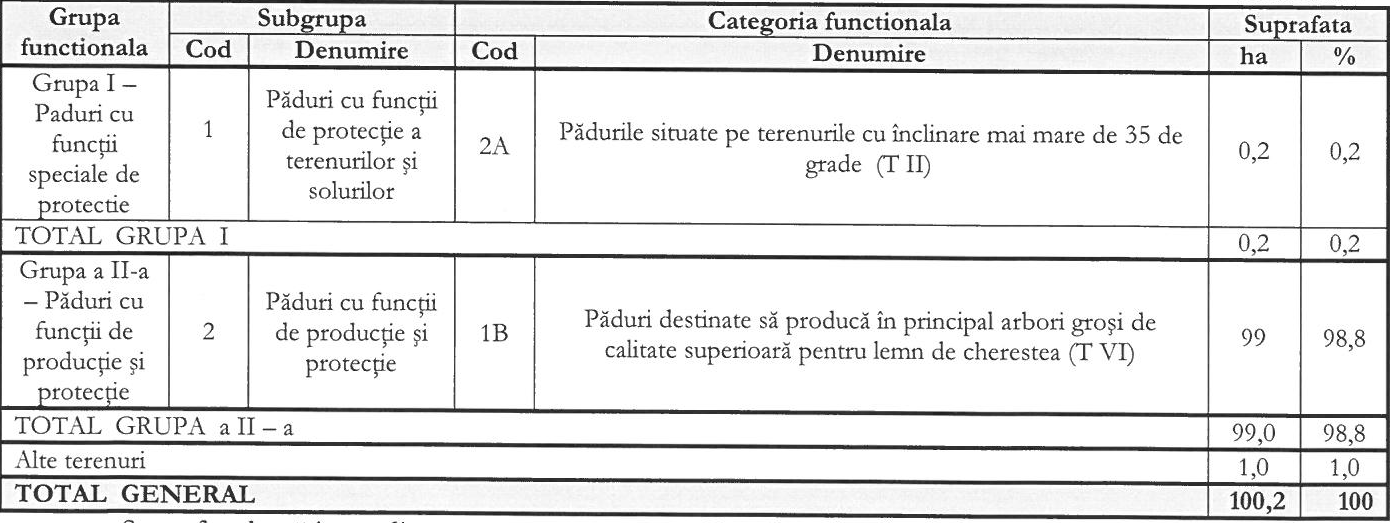 Grupa functionala Subgrupa Categoria functionala Suprafata
Cod Denumire Cod Denumire ha %
Grupa I –
Paduri cu
funcții
speciale de
protectie
1
Păduri cu funcții
de protecție a
terenurilor și
solurilor
2A
Pădurile situate pe terenurile cu înclinare mai mare de 35 de
grade (T II)
0,2 0,2
TOTAL GRUPA I 0,2 0,2
Grupa a II-a
– Păduri cu
funcții de
producție și
protecție
2
Păduri cu funcții
de producție și
protecție
1B
Păduri destinate să producă în principal arbori groși de
calitate superioară pentru lemn de cherestea (T VI)
99 98,8
TOTAL GRUPA a II – a 99,0 98,8
Alte terenuri 1,0 1,0
TOTAL GENERAL 100,2 100